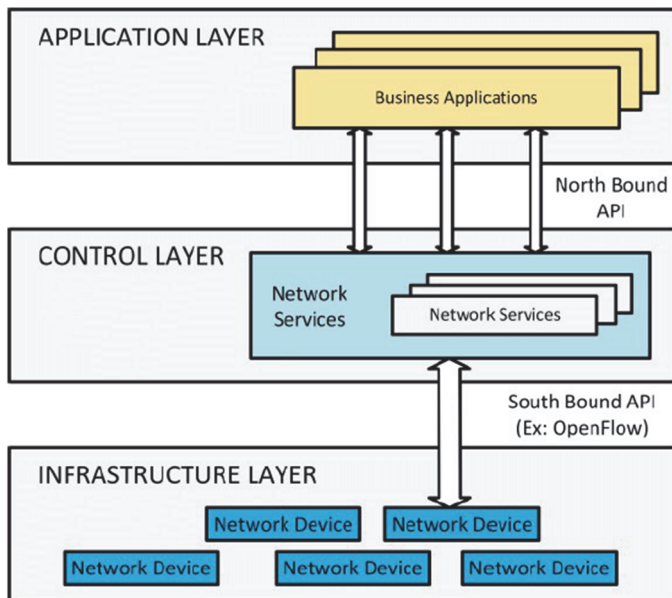 APPLICATION LAYER
Business Applications
North Bound
API
CONTROL LAYER
Network
Services
Network Services
South Bound API
(Ex: OpenFlow)
INFRASTRUCTURE LAYER
Network Device
Network Device
Network Device
Network Device
Network Device